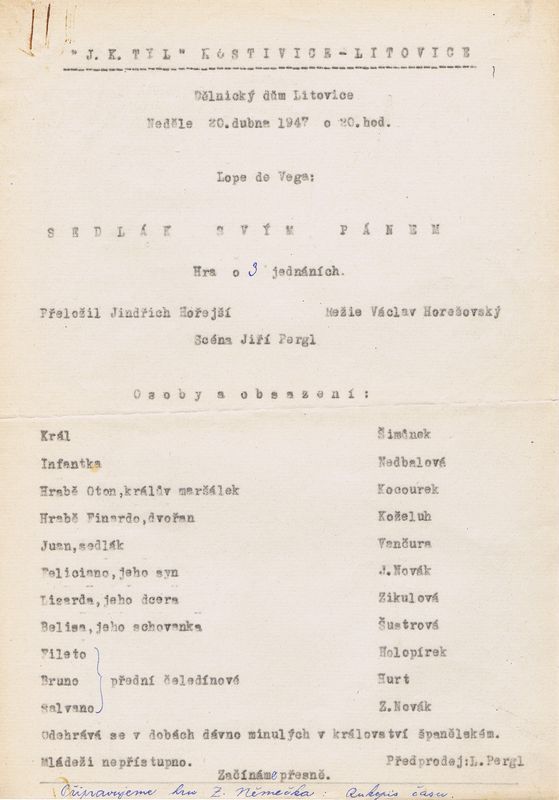 "J. K. TYL" KOSTIVICE-LITOVICE
Dělnický dům Litovice
Neděle 20.dubna 1947 o 20.hod.
Lope de Vega:
SEDLÁK SVÝM PÁNEM
Hra o 3 jednáních.
Přeložil Jindřich Hořejší Režie Václav Horešovský
Scéna Jiří Pergl
Osoby a obsazení:
Král Šimůnek
Infantka Nedbalová
Hrabě Oton,králův maršálek Kocourek
Hrabě Finardo,dvořan Koželuh
Juan,sedlák Vančura
Feliciano,jeho syn J.Novák
Lisarda,jeho dcera Zikulová
Belisa,jeho schovanka Šustrová
Fileto Holopírek
Bruno přední čeledínové Hurt
Salvano Z.Novák
Odehrává se v dobách dávno minulých v království španělském.
Mládeži nepřístupno. Předprodej:L.Pergl
Začínáme přesně.
Připravujeme hru Z. Němečka: Rukopis času.